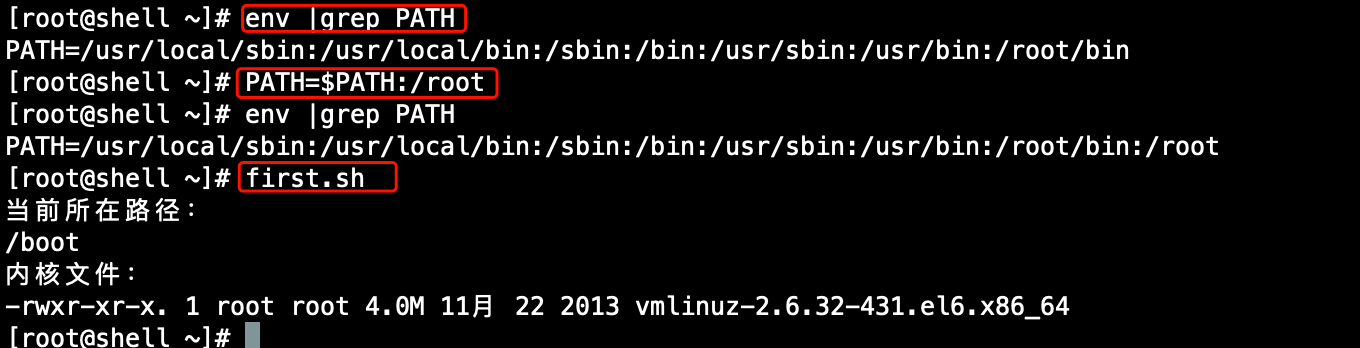 [root@shell ~]# env |grep PATH
PATH=/usr/local/sbin:/usr/local/bin:/sbin:/bin:/usr/sbin:/usr/bin:/root/bin
[root@shell ~]# PATH=$PATH:/root
[root@shell ~]# env |grep PATH
PATH=/usr/local/sbin:/usr/local/bin:/sbin:/bin:/usr/sbin:/usr/bin:/root/bin:/root
[root@shell ~]# first.sh
当前所在路径：
/boot
内核文件：
-rwxr-xr-x. 1 root root 4.0M 11月 22 2013 vmlinuz-2.6.32-431.el6.x86_64
[root@shell ~]#